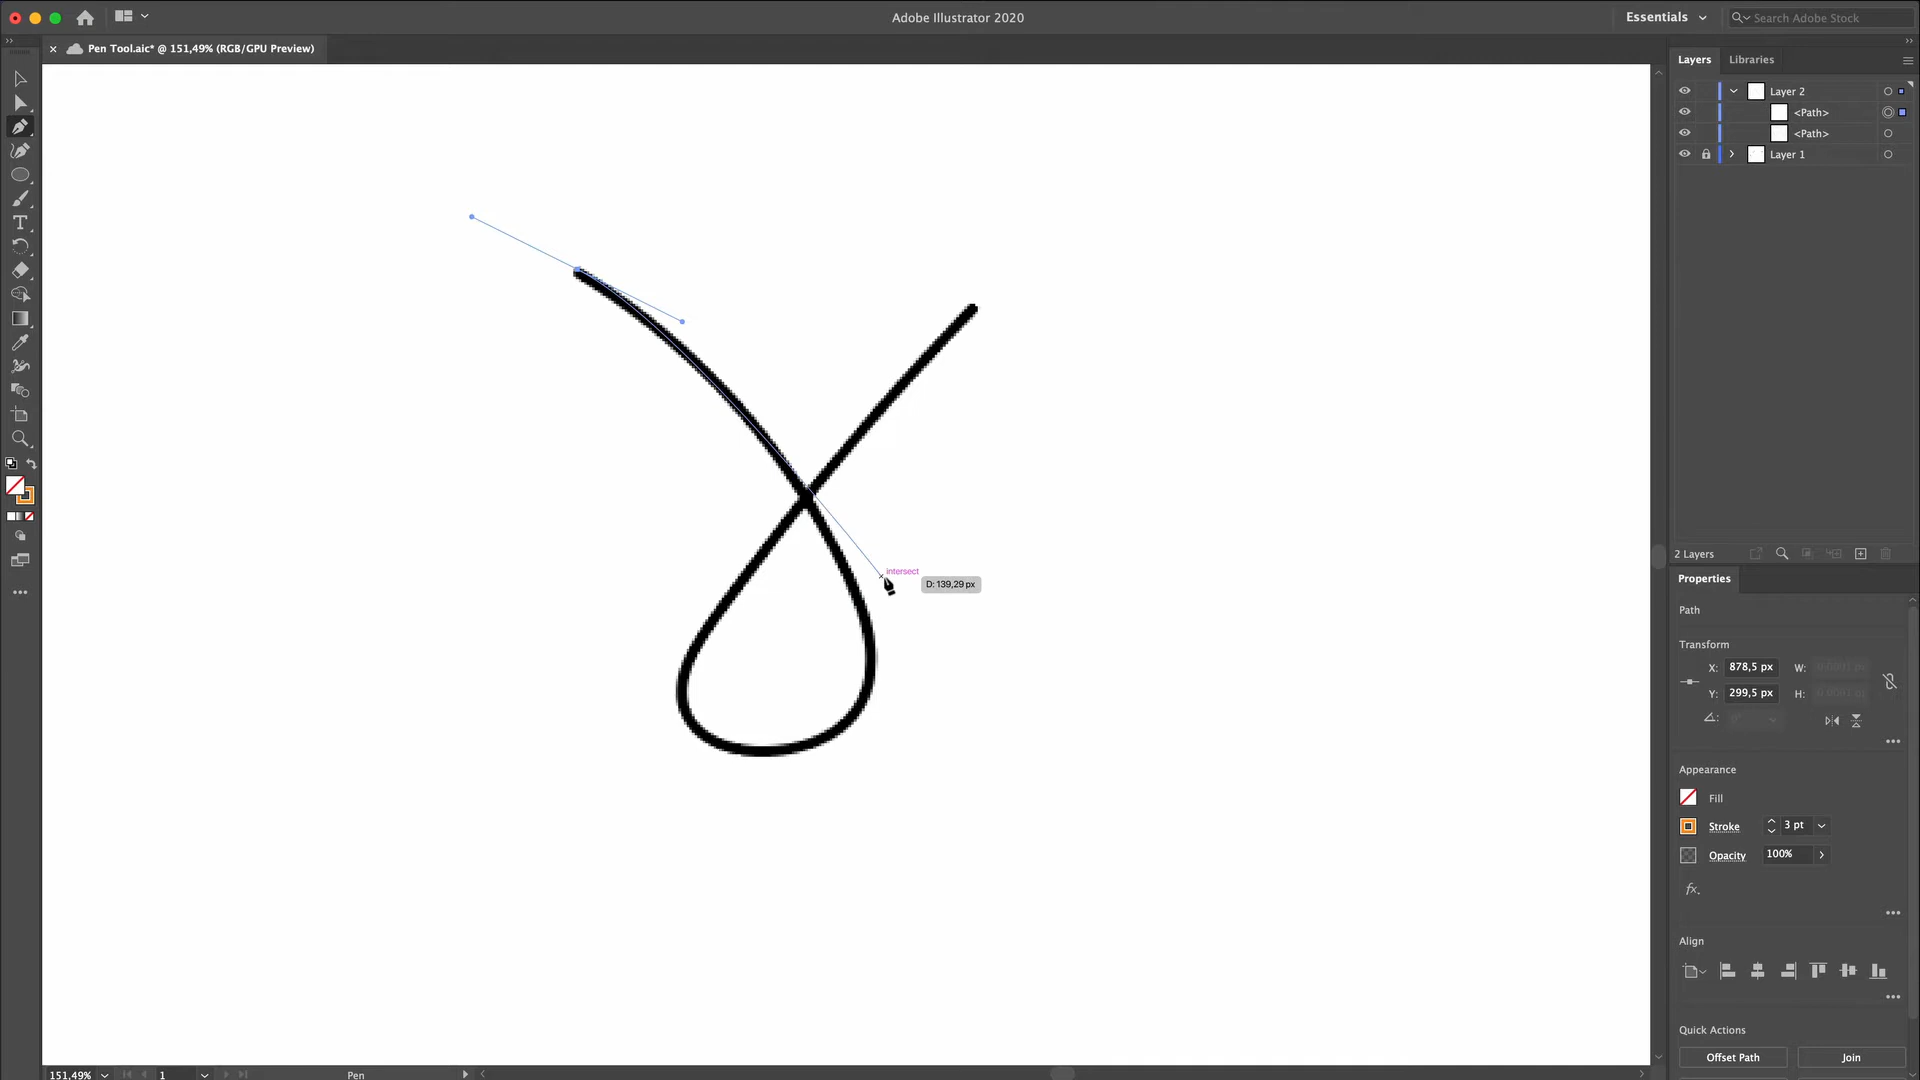 Adobe Illustrator 2020
Essentials
Search Adobe Stock
Pen Tool.aic* @ 151,49% (RGB/GPU Preview)
Layers
Libraries
Layer 2
<Path>
<Path>
Layer 1
intersect
D: 139,29 px
2 Layers
Properties
Path
Transform
X: 878,5 px W:
Y: 299,5 px H:
Appearance
Fill
Stroke 3 pt
Opacity 100%
fx.
Align
Quick Actions
Offset Path
Join
151,49%
1
Pen